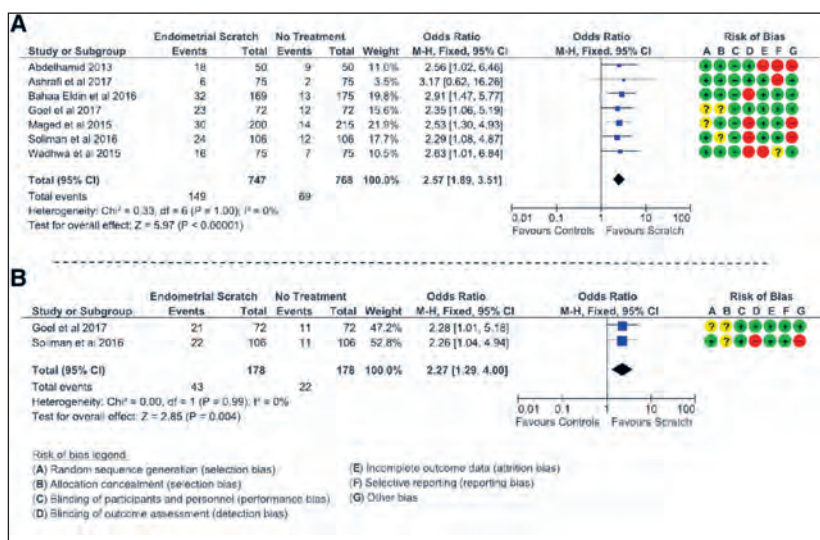 A
Endometrial Scratch No Treatment Odds Ratio Odds Ratio Risk of Bias
Study or Subgroup Events Total Events Total Weight M-H, Fixed, 95% CI M-H, Fixed, 95% CI A B C D E F G
Abdelhamid 2013 18 50 9 50 11.0% 2.56 [1.02, 6.46]
Ashrafi et al 2017 6 75 2 75 3.5% 3.17 [0.62, 16.26]
Bahaa Eldin et al 2016 32 169 13 175 19.8% 2.91 [1.47, 5.77]
Goel et al 2017 23 72 12 72 15.6% 2.35 [1.06, 5.19] ? ?
Maged et al 2015 30 200 14 215 21.9% 2.53 [1.30, 4.93] ?
Soliman et al 2016 24 106 12 106 17.7% 2.29 [1.08, 4.87] ?
Wadhwa et al 2015 16 75 7 75 10.5% 2.63 [1.01, 6.84] ?
Total (95% CI) 747 768 100.0% 2.57 [1.89, 3.51]
Total events 149 69
Heterogeneity: Chi² = 0.33, df = 6 (P = 1.00); I² = 0%
Test for overall effect: Z = 5.97 (P < 0.00001)
0.01 0.1 1 10 100
Favours Controls Favours Scratch
B
Endometrial Scratch No Treatment Odds Ratio Odds Ratio Risk of Bias
Study or Subgroup Events Total Events Total Weight M-H, Fixed, 95% CI M-H, Fixed, 95% CI A B C D E F G
Goel et al 2017 21 72 11 72 47.2% 2.28 [1.01, 5.18] ? ?
Soliman et al 2016 22 106 11 106 52.8% 2.26 [1.04, 4.94] ?
Total (95% CI) 178 178 100.0% 2.27 [1.29, 4.00]
Total events 43 22
Heterogeneity: Chi² = 0.00, df = 1 (P = 0.99); I² = 0%
Test for overall effect: Z = 2.85 (P = 0.004)
0.01 0.1 1 10 100
Favours Controls Favours Scratch
Risk of bias legend
(A) Random sequence generation (selection bias)
(B) Allocation concealment (selection bias)
(C) Blinding of participants and personnel (performance bias)
(D) Blinding of outcome assessment (detection bias)
(E) Incomplete outcome data (attrition bias)
(F) Selective reporting (reporting bias)
(G) Other bias